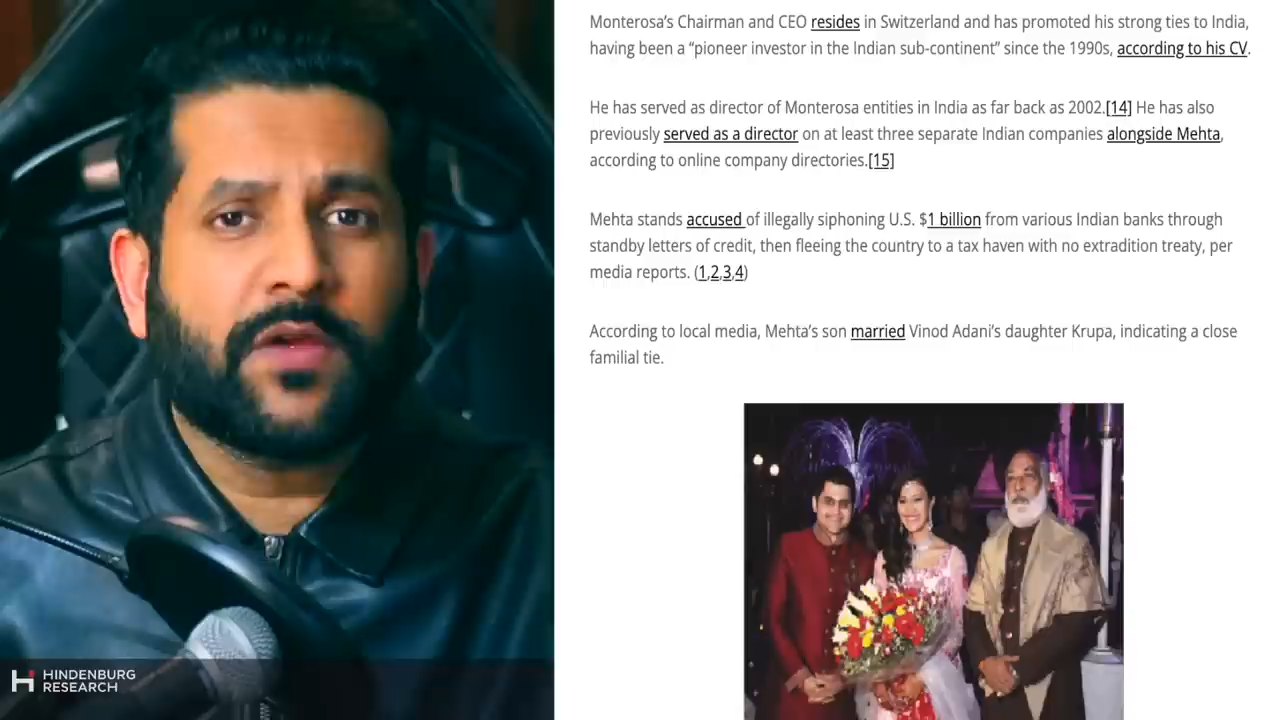 Monterosa’s Chairman and CEO resides in Switzerland and has promoted his strong ties to India,
having been a “pioneer investor in the Indian sub-continent” since the 1990s, according to his CV.
He has served as director of Monterosa entities in India as far back as 2002.[14] He has also
previously served as a director on at least three separate Indian companies alongside Mehta,
according to online company directories.[15]
Mehta stands accused of illegally siphoning U.S. $1 billion from various Indian banks through
standby letters of credit, then fleeing the country to a tax haven with no extradition treaty, per
media reports. (1,2,3,4)
According to local media, Mehta’s son married Vinod Adani’s daughter Krupa, indicating a close
familial tie.
HINDENBURG
RESEARCH